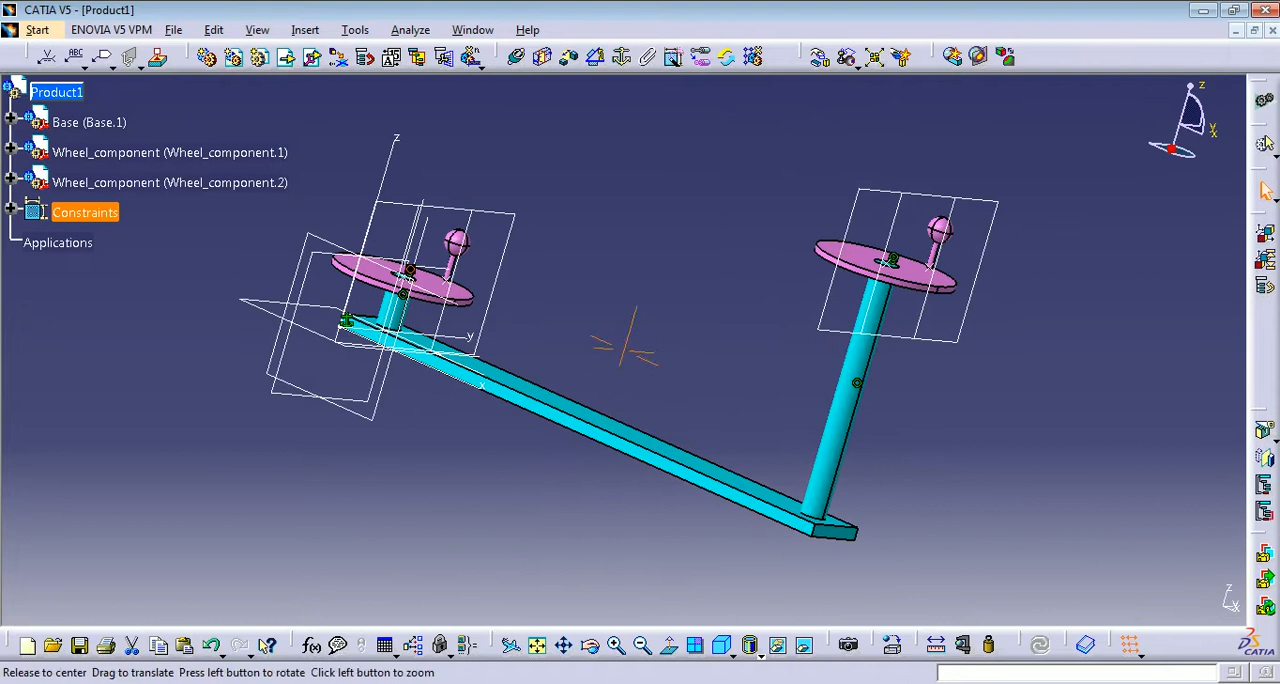 CATIA V5 - [Product1]
Start ENOVIA V5 VPM File Edit View Insert Tools Analyze Window Help
Product1
Base (Base.1)
Wheel_component (Wheel_component.1)
Wheel_component (Wheel_component.2)
Constraints
Applications
z
y
x
z
y
x
z
x
f(x)
ABC
CATIA
Release to center Drag to translate Press left button to rotate Click left button to zoom